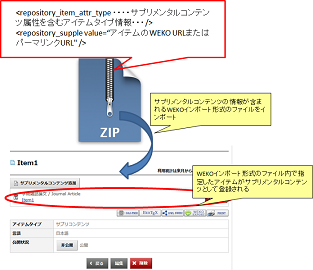 <repository_item_attr_type ・・・・サプリメンタルコンテン
ツ属性を含むアイテムタイプ情報・・・/>
<repository_supple value="アイテムのWEKO URLまたは
パーマリンクURL" />
ZIP
サプリメンタルコンテンツの情報が含ま
れるWEKOインポート形式のファイルをイ
ンポート
Item1
サプリメンタルコンテンツ追加
/ Journal Article
Item1
WEKOインポート形式のファイル内で指
定したアイテムがサプリメンタルコンテ
ンツとして登録される
アイテムタイプ サプリコンテンツ
言語 日本語
公開状況 非公開 公開
戻る 編集 削除